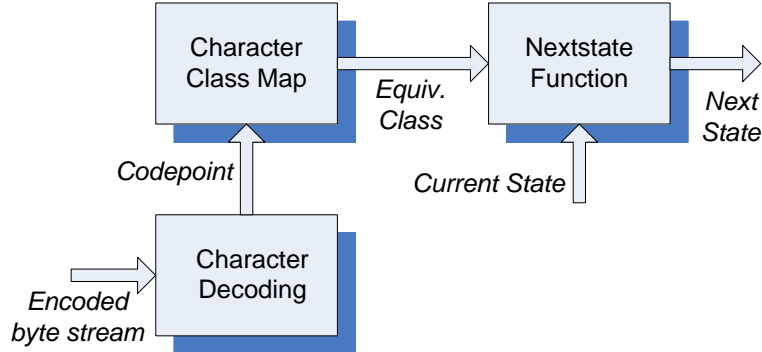 Character
Class Map
Nextstate
Function
Equiv.
Class
Next
State
Codepoint
Current State
Character
Decoding
Encoded
byte stream